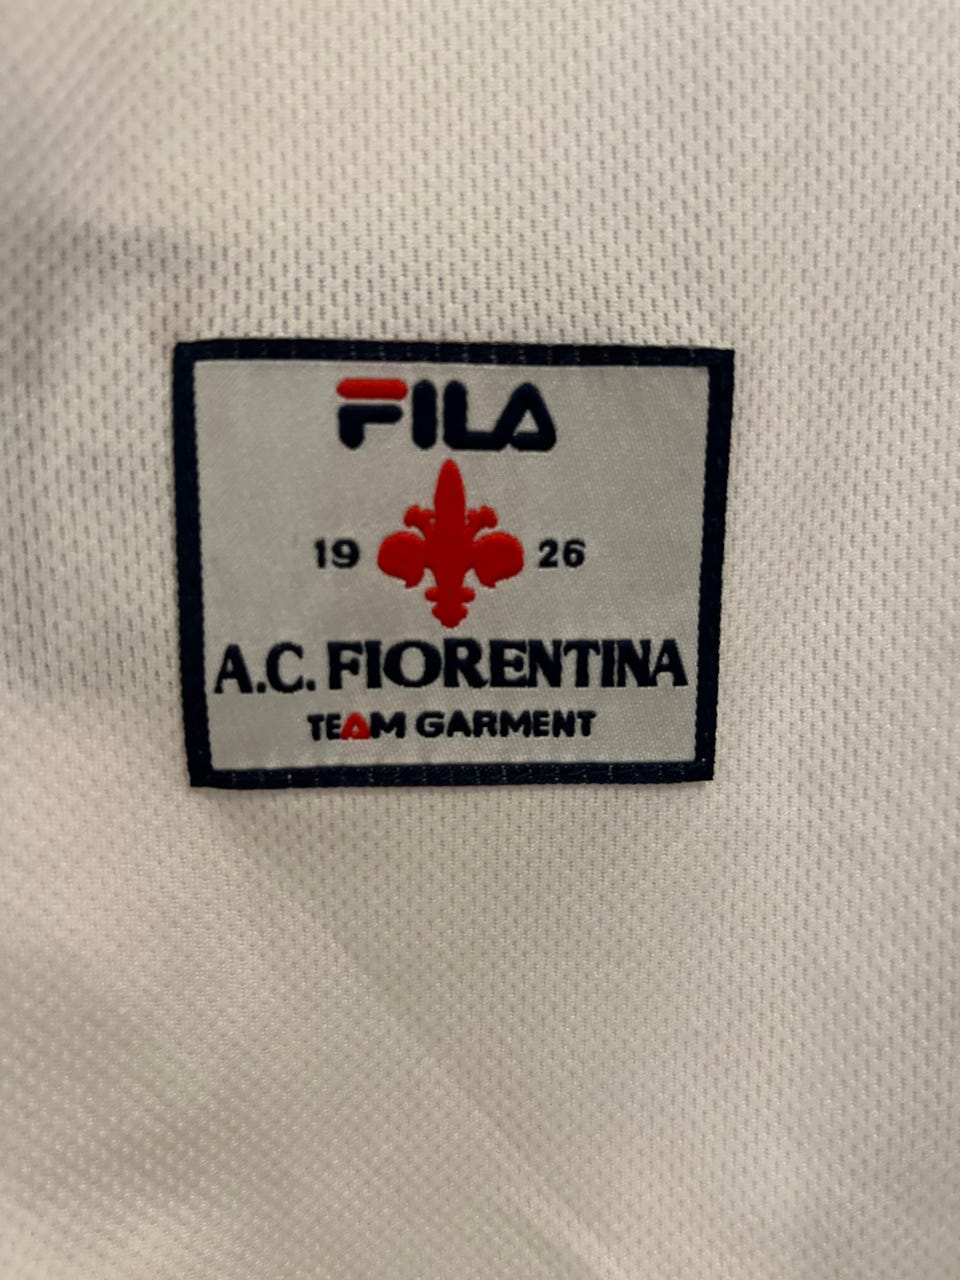 FILA
19 26
A.C. FIORENTINA
TEAM GARMENT